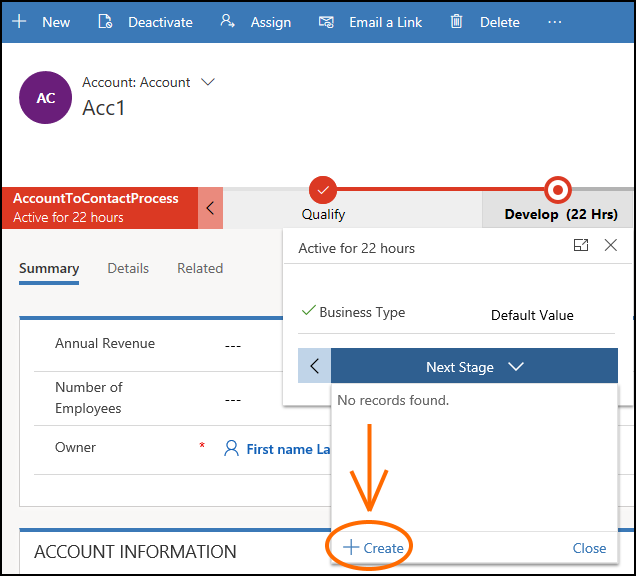 New Deactivate Assign Email a Link Delete ...
AC
Account: Account
Acc1
AccountToContactProcess
Active for 22 hours
Qualify
Develop (22 Hrs)
Active for 22 hours
Summary Details Related
Business Type Default Value
Annual Revenue ---
Next Stage
Number of
Employees ---
No records found.
Owner * First name La
Create Close
ACCOUNT INFORMATION